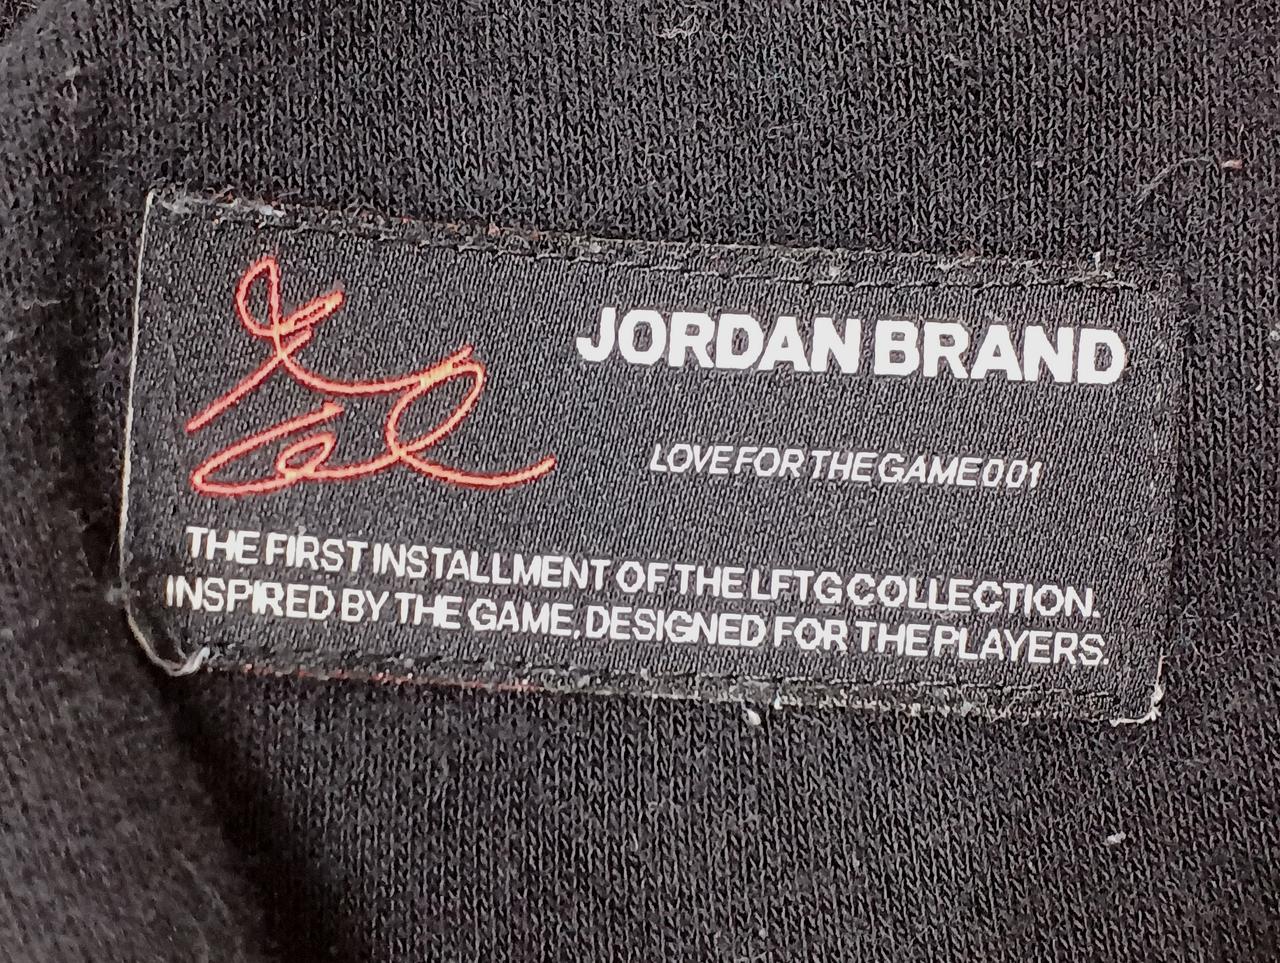 JORDAN BRAND
LOVE FOR THE GAME 001
THE FIRST INSTALLMENT OF THE LFTG COLLECTION.
INSPIRED BY THE GAME, DESIGNED FOR THE PLAYERS.